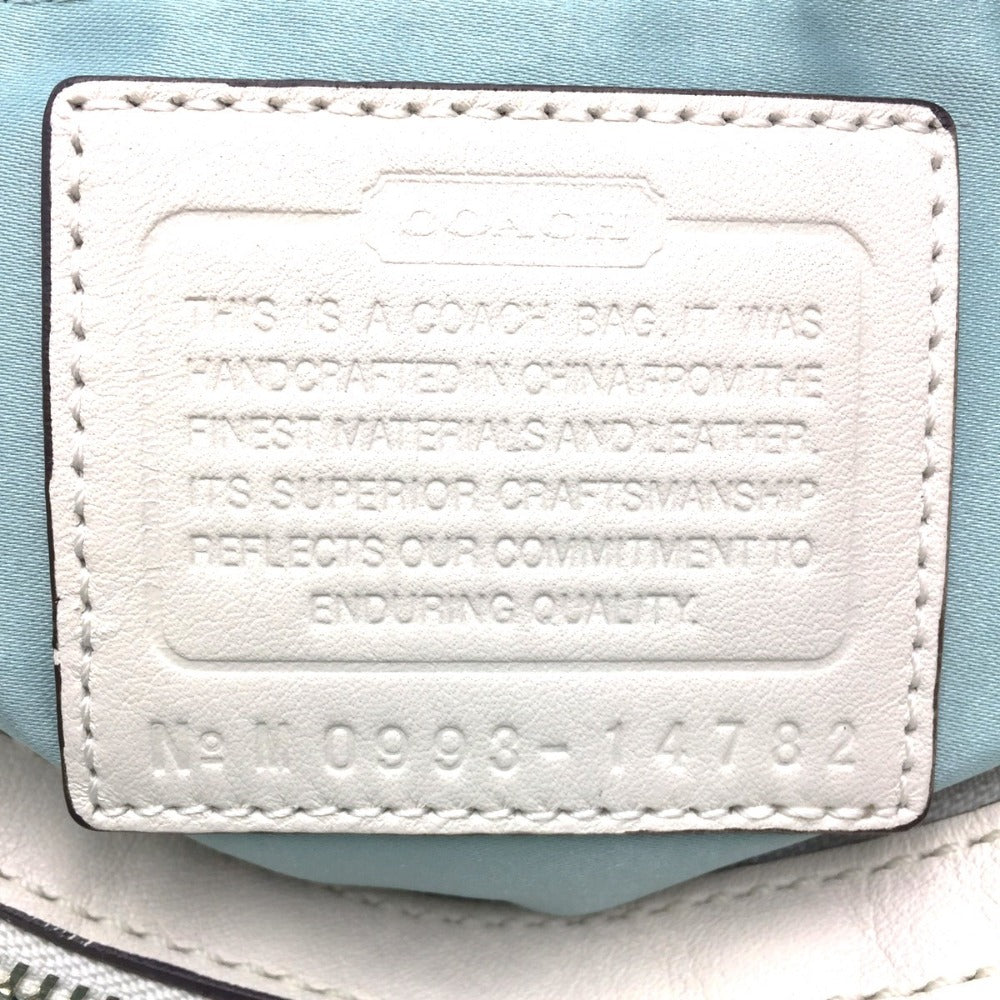 COACH
THIS IS A COACH BAG. IT WAS
HANDCRAFTED IN CHINA FROM THE
FINEST MATERIALS AND LEATHER.
ITS SUPERIOR CRAFTSMANSHIP
REFLECTS OUR COMMITMENT TO
ENDURING QUALITY.
No M0993-14782